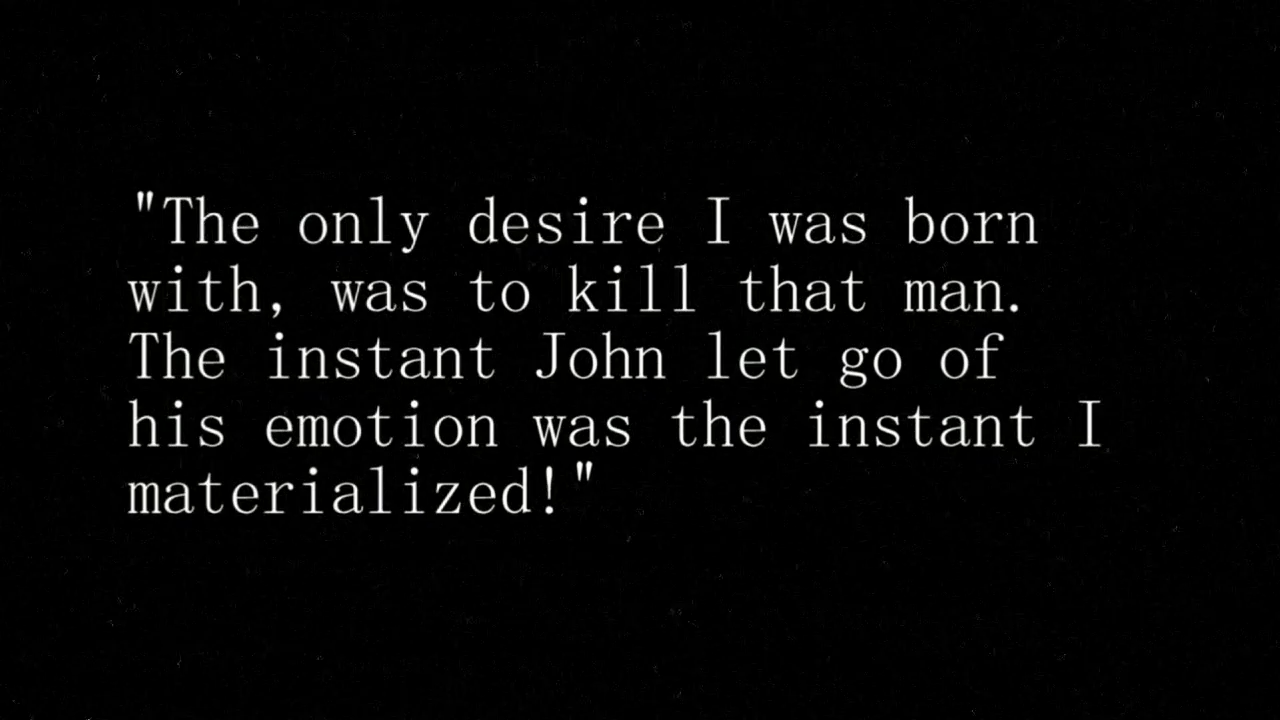 "The only desire I was born
with, was to kill that man.
The instant John let go of
his emotion was the instant I
materialized!"